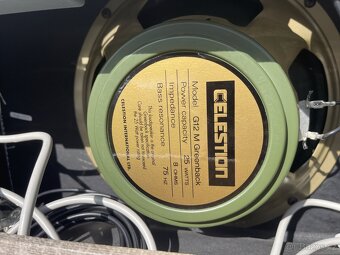 CELESTION
Model G12 M Greenback
Power capacity 25 WATTS
Impedance 8 OHMS
Bass resonance 75 HZ
CELESTION INTERNATIONAL LTD.